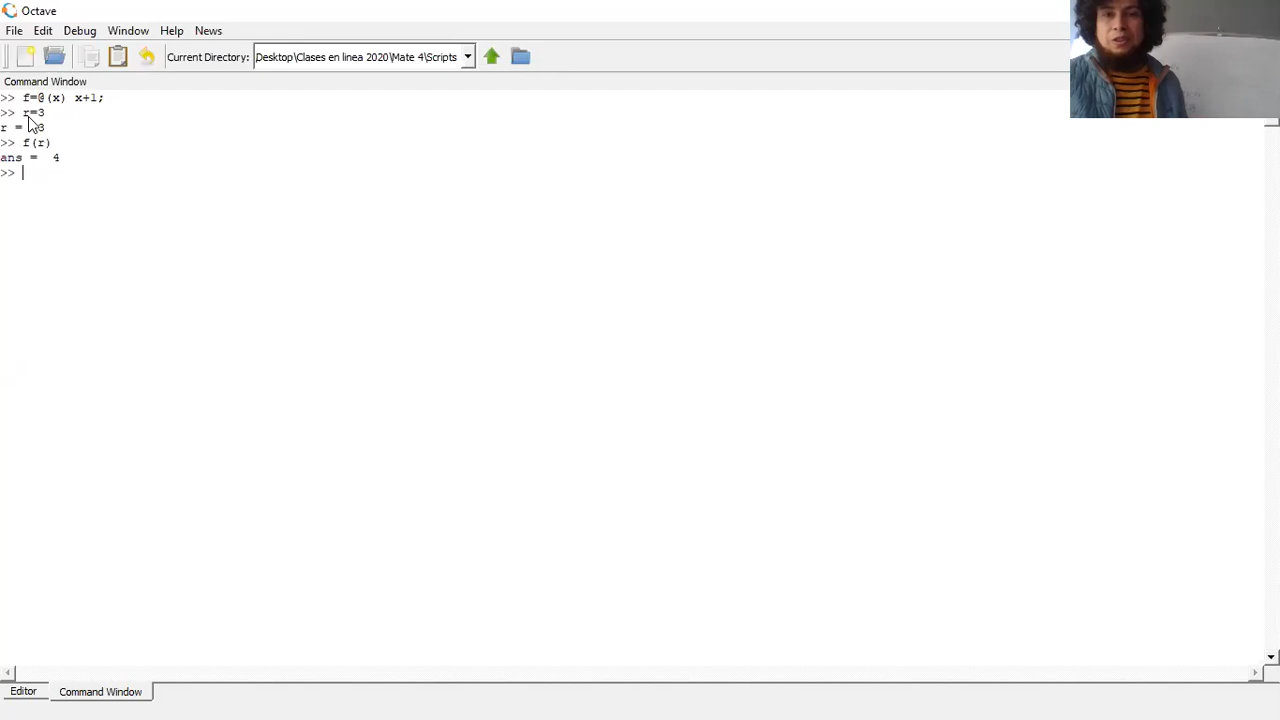 Octave
File Edit Debug Window Help News
Current Directory: Desktop\Clases en linea 2020\Mate 4\Scripts
Command Window
>> f=@(x) x+1;
>> r=3
r = 3
>> f(r)
ans = 4
>>
Editor Command Window